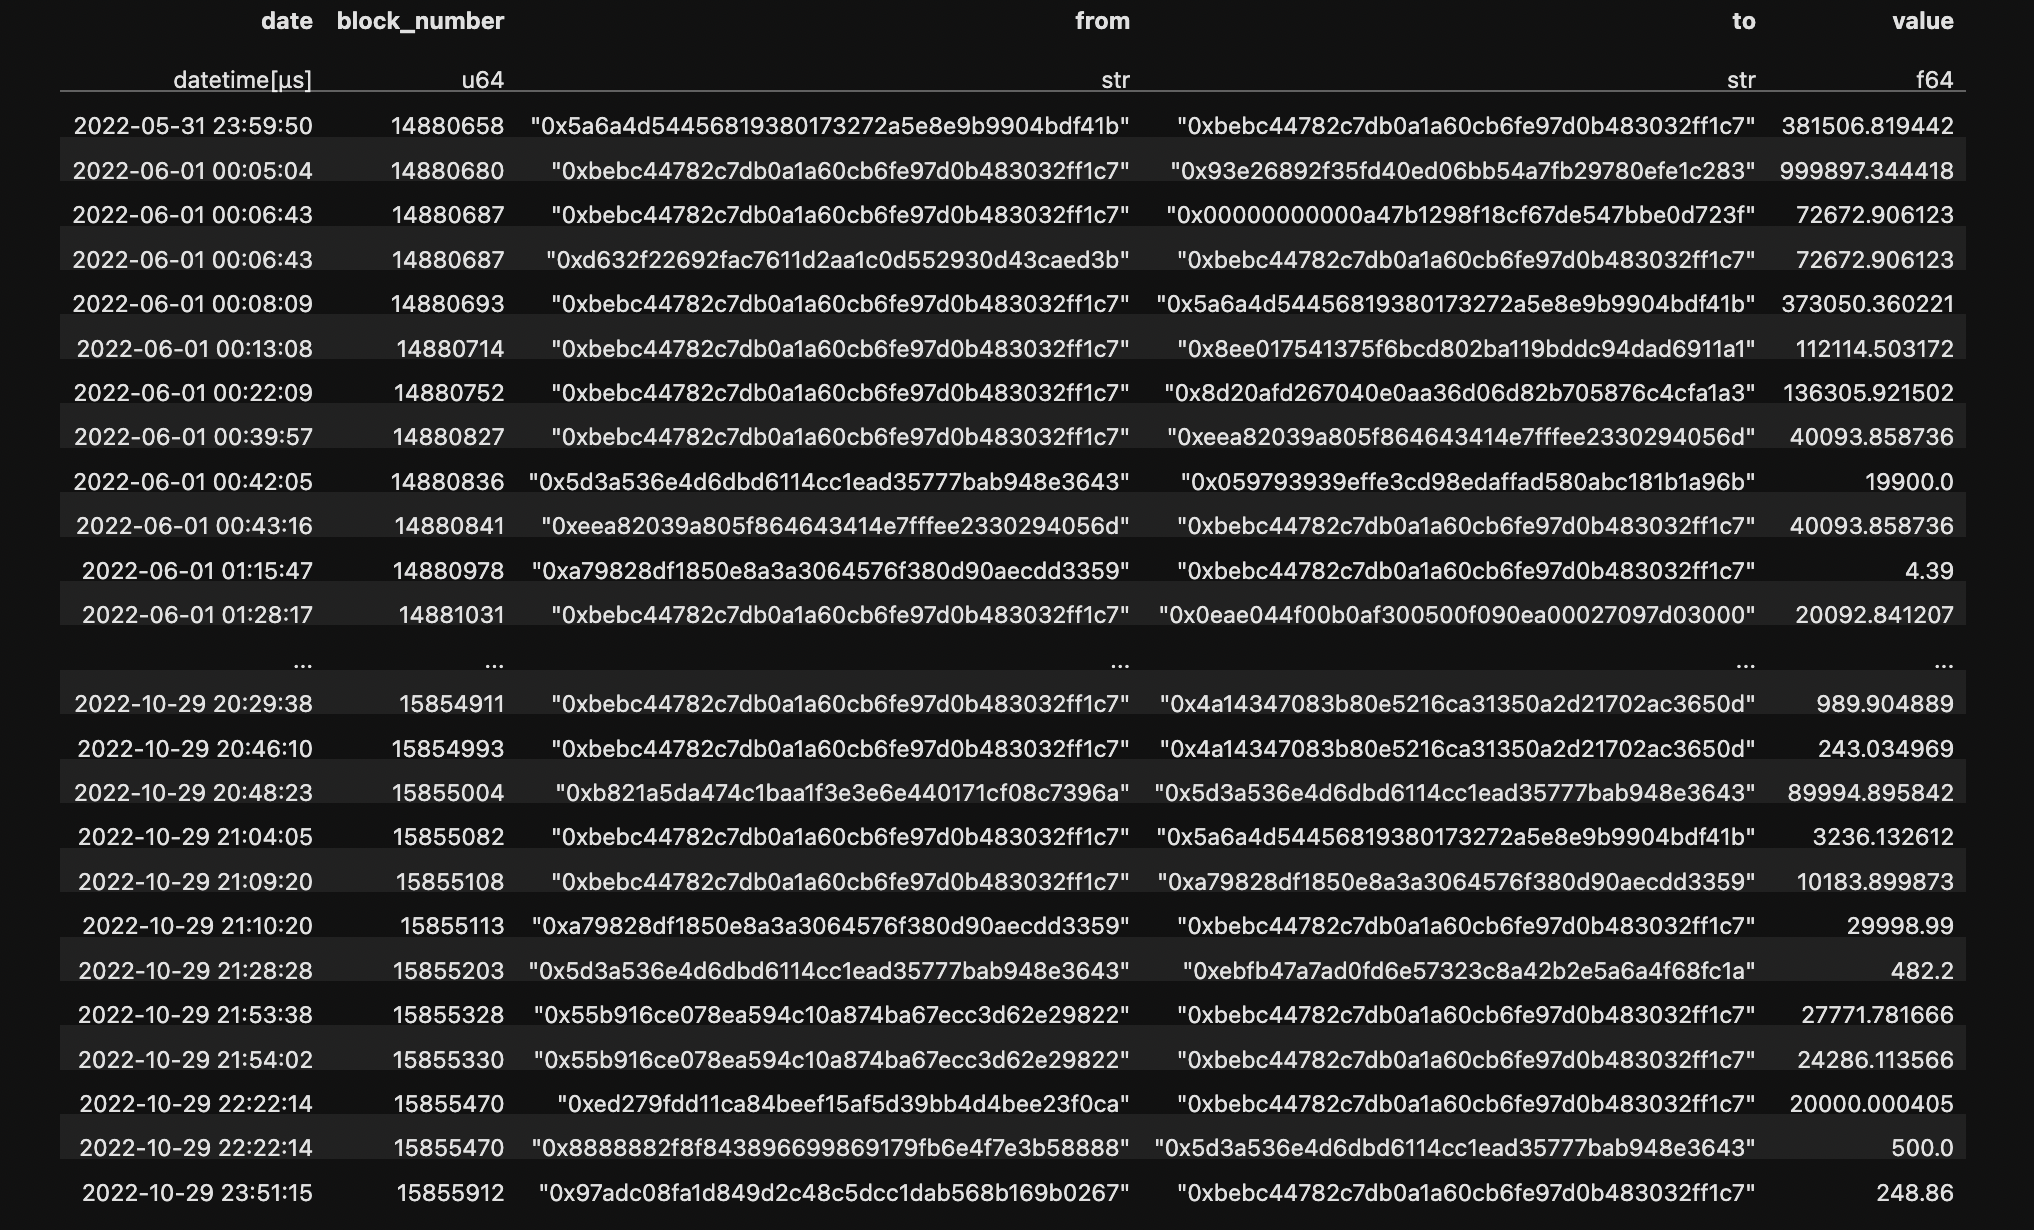 date block_number from to value
datetime[μs] u64 str str f64
2022-05-31 23:59:50 14880658 "0x5a6a4d54456819380173272a5e8e9b9904bdf41b" "0xbebc44782c7db0a1a60cb6fe97d0b483032ff1c7" 381506.819442
2022-06-01 00:05:04 14880680 "0xbebc44782c7db0a1a60cb6fe97d0b483032ff1c7" "0x93e26892f35fd40ed06bb54a7fb29780efe1c283" 999897.344418
2022-06-01 00:06:43 14880687 "0xbebc44782c7db0a1a60cb6fe97d0b483032ff1c7" "0x00000000000a47b1298f18cf67de547bbe0d723f" 72672.906123
2022-06-01 00:06:43 14880687 "0xd632f22692fac7611d2aa1c0d552930d43caed3b" "0xbebc44782c7db0a1a60cb6fe97d0b483032ff1c7" 72672.906123
2022-06-01 00:08:09 14880693 "0xbebc44782c7db0a1a60cb6fe97d0b483032ff1c7" "0x5a6a4d54456819380173272a5e8e9b9904bdf41b" 373050.360221
2022-06-01 00:13:08 14880714 "0xbebc44782c7db0a1a60cb6fe97d0b483032ff1c7" "0x8ee017541375f6bcd802ba119bddc94dad6911a1" 112114.503172
2022-06-01 00:22:09 14880752 "0xbebc44782c7db0a1a60cb6fe97d0b483032ff1c7" "0x8d20afd267040e0aa36d06d82b705876c4cfa1a3" 136305.921502
2022-06-01 00:39:57 14880827 "0xbebc44782c7db0a1a60cb6fe97d0b483032ff1c7" "0xeea82039a805f864643414e7fffee2330294056d" 40093.858736
2022-06-01 00:42:05 14880836 "0x5d3a536e4d6dbd6114cc1ead35777bab948e3643" "0x059793939effe3cd98edaffad580abc181b1a96b" 19900.0
2022-06-01 00:43:16 14880841 "0xeea82039a805f864643414e7fffee2330294056d" "0xbebc44782c7db0a1a60cb6fe97d0b483032ff1c7" 40093.858736
2022-06-01 01:15:47 14880978 "0xa79828df1850e8a3a3064576f380d90aecdd3359" "0xbebc44782c7db0a1a60cb6fe97d0b483032ff1c7" 4.39
2022-06-01 01:28:17 14881031 "0xbebc44782c7db0a1a60cb6fe97d0b483032ff1c7" "0x0eae044f00b0af300500f090ea00027097d03000" 20092.841207
... ... ... ... ...
2022-10-29 20:29:38 15854911 "0xbebc44782c7db0a1a60cb6fe97d0b483032ff1c7" "0x4a14347083b80e5216ca31350a2d21702ac3650d" 989.904889
2022-10-29 20:46:10 15854993 "0xbebc44782c7db0a1a60cb6fe97d0b483032ff1c7" "0x4a14347083b80e5216ca31350a2d21702ac3650d" 243.034969
2022-10-29 20:48:23 15855004 "0xb821a5da474c1baa1f3e3e6e440171cf08c7396a" "0x5d3a536e4d6dbd6114cc1ead35777bab948e3643" 89994.895842
2022-10-29 21:04:05 15855082 "0xbebc44782c7db0a1a60cb6fe97d0b483032ff1c7" "0x5a6a4d54456819380173272a5e8e9b9904bdf41b" 3236.132612
2022-10-29 21:09:20 15855108 "0xbebc44782c7db0a1a60cb6fe97d0b483032ff1c7" "0xa79828df1850e8a3a3064576f380d90aecdd3359" 10183.899873
2022-10-29 21:10:20 15855113 "0xa79828df1850e8a3a3064576f380d90aecdd3359" "0xbebc44782c7db0a1a60cb6fe97d0b483032ff1c7" 29998.99
2022-10-29 21:28:28 15855203 "0x5d3a536e4d6dbd6114cc1ead35777bab948e3643" "0xebfb47a7ad0fd6e57323c8a42b2e5a6a4f68fc1a" 482.2
2022-10-29 21:53:38 15855328 "0x55b916ce078ea594c10a874ba67ecc3d62e29822" "0xbebc44782c7db0a1a60cb6fe97d0b483032ff1c7" 27771.781666
2022-10-29 21:54:02 15855330 "0x55b916ce078ea594c10a874ba67ecc3d62e29822" "0xbebc44782c7db0a1a60cb6fe97d0b483032ff1c7" 24286.113566
2022-10-29 22:22:14 15855470 "0xed279fdd11ca84beef15af5d39bb4d4bee23f0ca" "0xbebc44782c7db0a1a60cb6fe97d0b483032ff1c7" 20000.000405
2022-10-29 22:22:14 15855470 "0x8888882f8f843896699869179fb6e4f7e3b58888" "0x5d3a536e4d6dbd6114cc1ead35777bab948e3643" 500.0
2022-10-29 23:51:15 15855912 "0x97adc08fa1d849d2c48c5dcc1dab568b169b0267" "0xbebc44782c7db0a1a60cb6fe97d0b483032ff1c7" 248.86